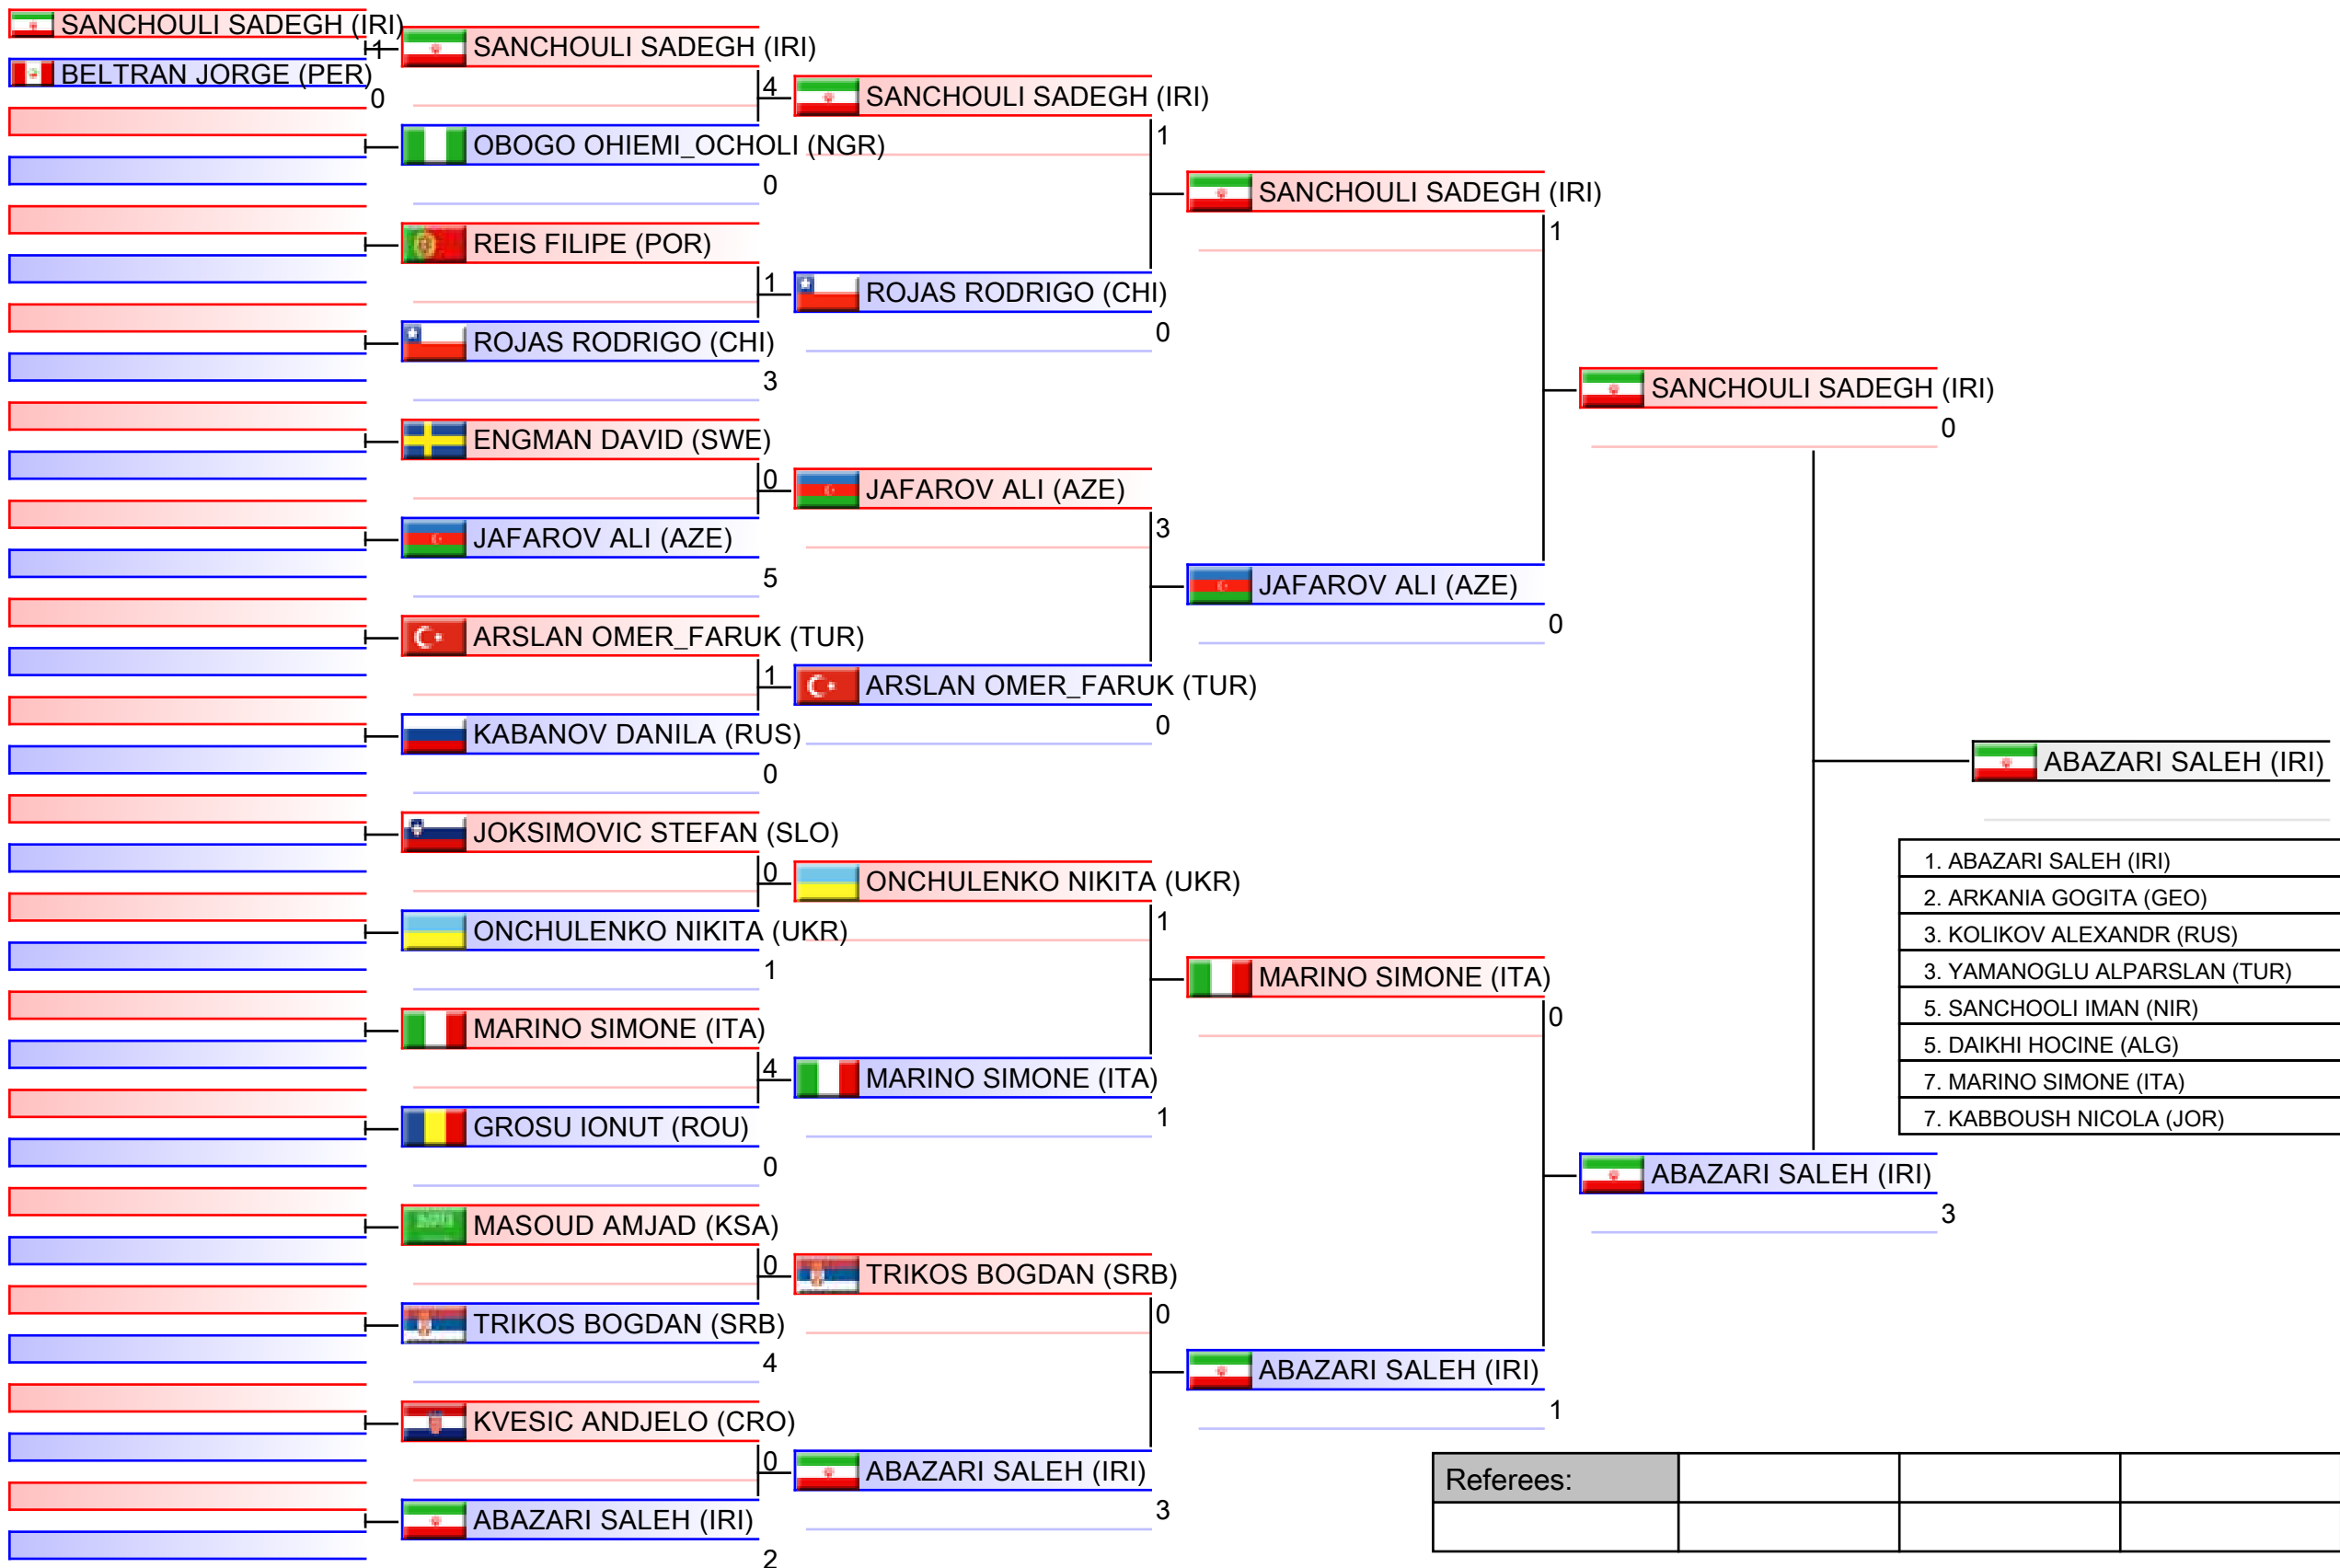 SANCHOULI SADEGH (IRI)
1
BELTRAN JORGE (PER)
0
SANCHOULI SADEGH (IRI)
4
OBOGO OHIEMI_OCHOLI (NGR)
0
REIS FILIPE (POR)
1
ROJAS RODRIGO (CHI)
3
ENGMAN DAVID (SWE)
0
JAFAROV ALI (AZE)
5
ARSLAN OMER_FARUK (TUR)
1
KABANOV DANILA (RUS)
0
JOKSIMOVIC STEFAN (SLO)
0
ONCHULENKO NIKITA (UKR)
1
MARINO SIMONE (ITA)
4
GROSU IONUT (ROU)
0
MASOUD AMJAD (KSA)
0
TRIKOS BOGDAN (SRB)
4
KVESIC ANDJELO (CRO)
0
ABAZARI SALEH (IRI)
2
SANCHOULI SADEGH (IRI)
1
ROJAS RODRIGO (CHI)
0
JAFAROV ALI (AZE)
3
ARSLAN OMER_FARUK (TUR)
0
ONCHULENKO NIKITA (UKR)
1
MARINO SIMONE (ITA)
1
TRIKOS BOGDAN (SRB)
0
ABAZARI SALEH (IRI)
3
SANCHOULI SADEGH (IRI)
1
JAFAROV ALI (AZE)
0
MARINO SIMONE (ITA)
0
ABAZARI SALEH (IRI)
1
SANCHOULI SADEGH (IRI)
0
ABAZARI SALEH (IRI)
3
ABAZARI SALEH (IRI)
1. ABAZARI SALEH (IRI)
2. ARKANIA GOGITA (GEO)
3. KOLIKOV ALEXANDR (RUS)
3. YAMANOGLU ALPARSLAN (TUR)
5. SANCHOOLI IMAN (NIR)
5. DAIKHI HOCINE (ALG)
7. MARINO SIMONE (ITA)
7. KABBOUSH NICOLA (JOR)
Referees: